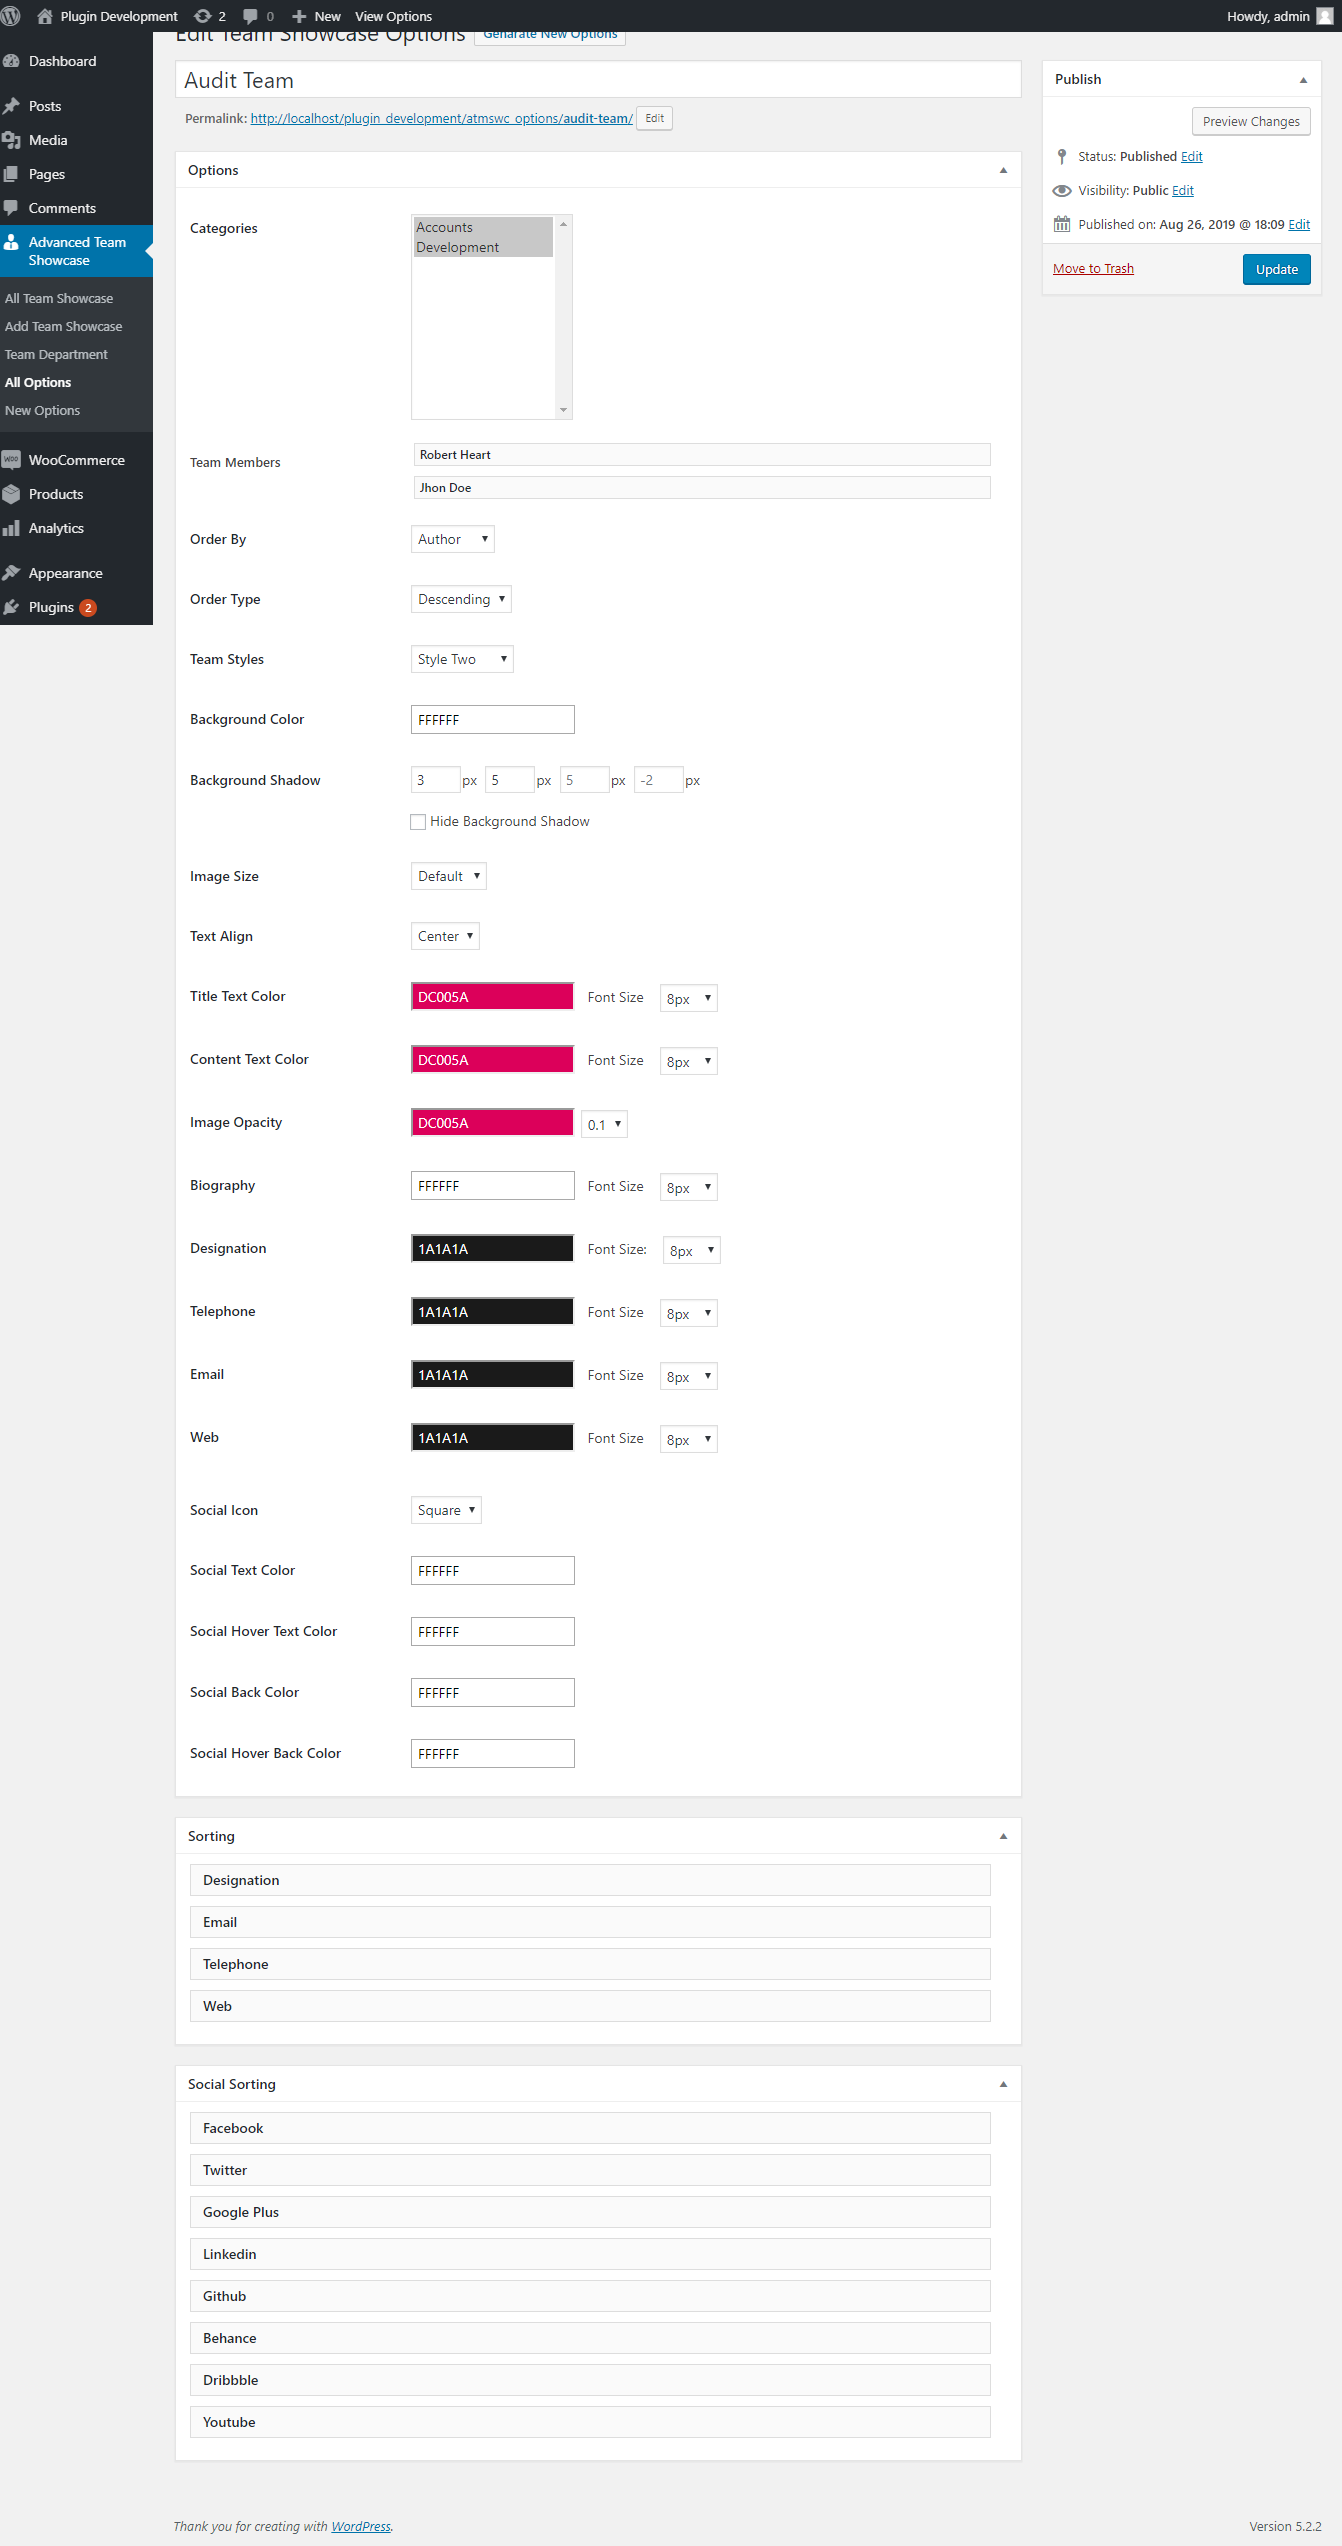 Plugin Development 2 0 New View Options Howdy, admin
Edit Team Showcase Options Genarate New Options
Dashboard
Posts
Media
Pages
Comments
Advanced Team
Showcase
All Team Showcase
Add Team Showcase
Team Department
All Options
New Options
WooCommerce
Products
Analytics
Appearance
Plugins 2
Audit Team
Permalink: http://localhost/plugin_development/atmswc_options/audit-team/ Edit
Options
Categories
Accounts
Development
Team Members
Robert Heart
Jhon Doe
Order By Author
Order Type Descending
Team Styles Style Two
Background Color FFFFFF
Background Shadow 3 px 5 px 5 px -2 px
Hide Background Shadow
Image Size Default
Text Align Center
Title Text Color DC005A Font Size 8px
Content Text Color DC005A Font Size 8px
Image Opacity DC005A 0.1
Biography FFFFFF Font Size 8px
Designation 1A1A1A Font Size: 8px
Telephone 1A1A1A Font Size 8px
Email 1A1A1A Font Size 8px
Web 1A1A1A Font Size 8px
Social Icon Square
Social Text Color FFFFFF
Social Hover Text Color FFFFFF
Social Back Color FFFFFF
Social Hover Back Color FFFFFF
Sorting
Designation
Email
Telephone
Web
Social Sorting
Facebook
Twitter
Google Plus
Linkedin
Github
Behance
Dribbble
Youtube
Publish
Preview Changes
Status: Published Edit
Visibility: Public Edit
Published on: Aug 26, 2019 @ 18:09 Edit
Move to Trash Update
Thank you for creating with WordPress. Version 5.2.2